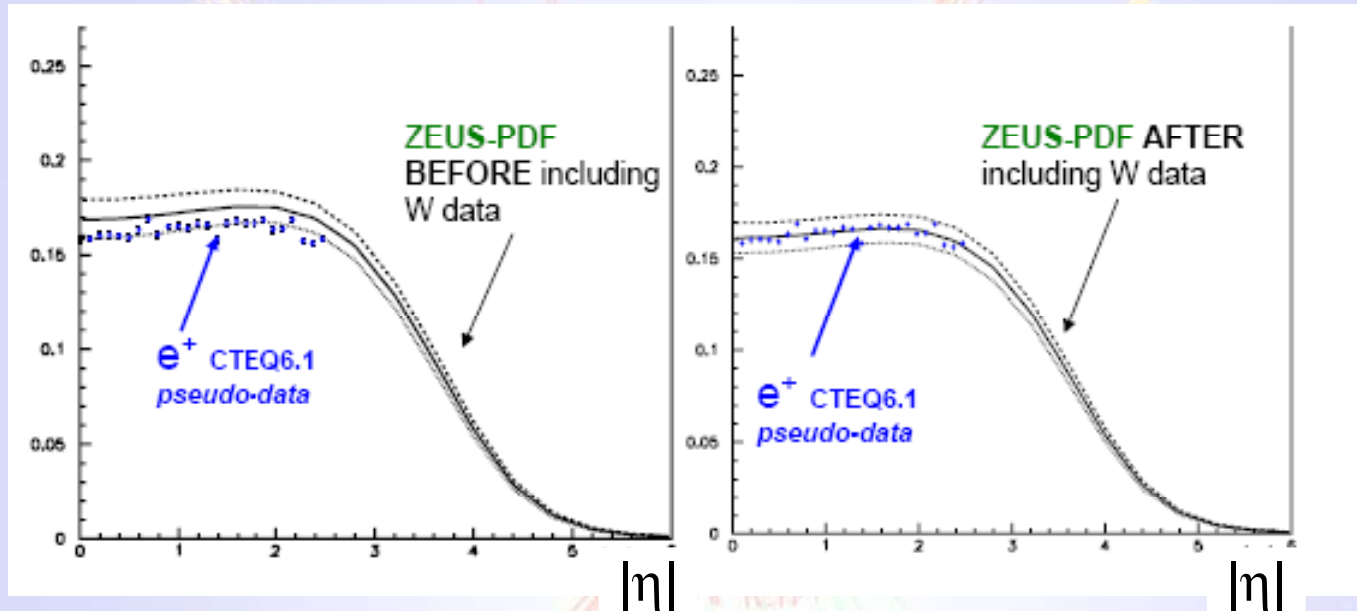 0.25
0.2
0.15
0.1
0.05
0
0 1 2 3 4 5 6
ZEUS-PDF
BEFORE including
W data
e+ CTEQ6.1
pseudo-data
|η|
0.25
0.2
0.15
0.1
0.05
0
0 1 2 3 4 5
ZEUS-PDF AFTER
including W data
e+ CTEQ6.1
pseudo-data
|η|